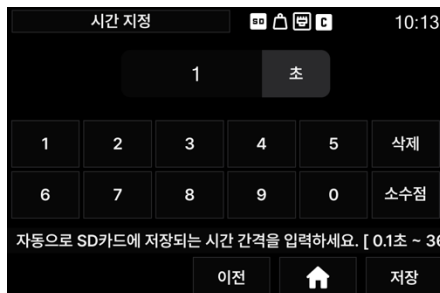 시간 지정 SD C 10:13
1 초
1 2 3 4 5 삭제
6 7 8 9 0 소수점
자동으로 SD카드에 저장되는 시간 간격을 입력하세요. [ 0.1초 ~ 36
이전 저장